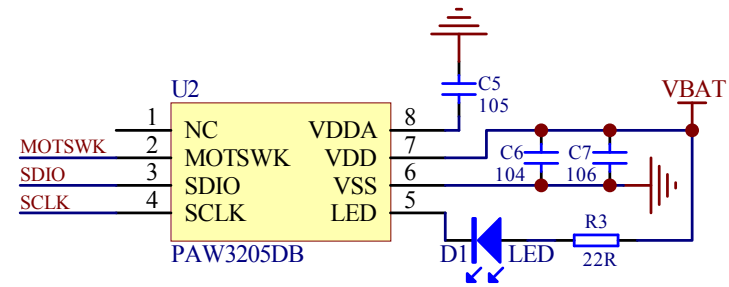 U2
C5
105
VBAT
1 NC VDDA 8
MOTSWK 2 MOTSWK VDD 7
C6 104
C7 106
SDIO 3 SDIO VSS 6
SCLK 4 SCLK LED 5
PAW3205DB
D1 LED
R3
22R